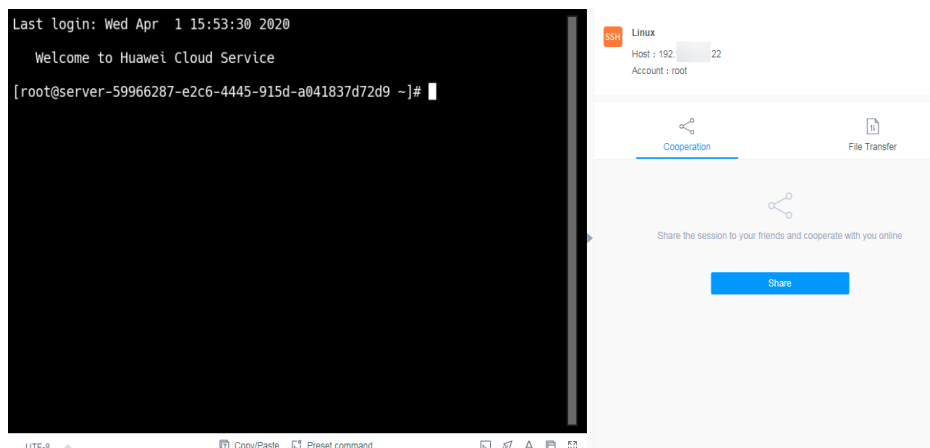 Last login: Wed Apr  1 15:53:30 2020
Welcome to Huawei Cloud Service
[root@server-59966287-e2c6-4445-915d-a041837d72d9 ~]#
SSH
Linux
Host : 192. 22
Account : root
Cooperation
File Transfer
Share the session to your friends and cooperate with you online
Share
UTF-8
Copy/Paste
Preset command